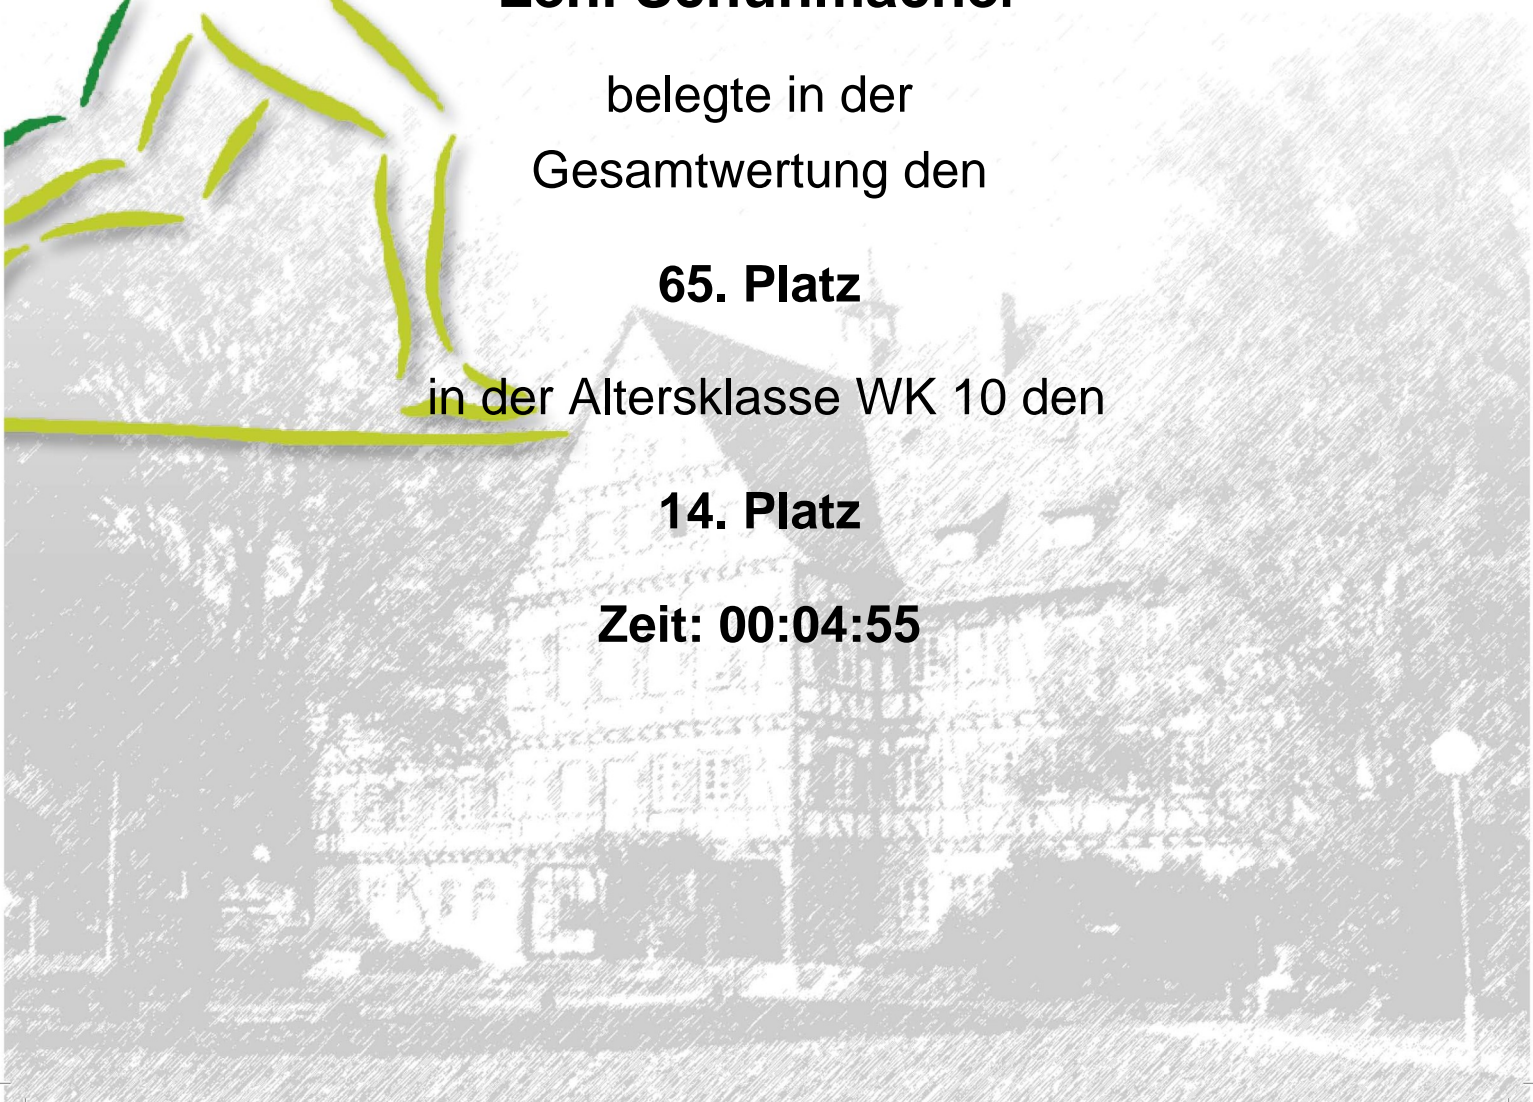 belegte in der
Gesamtwertung den
65. Platz
in der Altersklasse WK 10 den
14. Platz
Zeit: 00:04:55